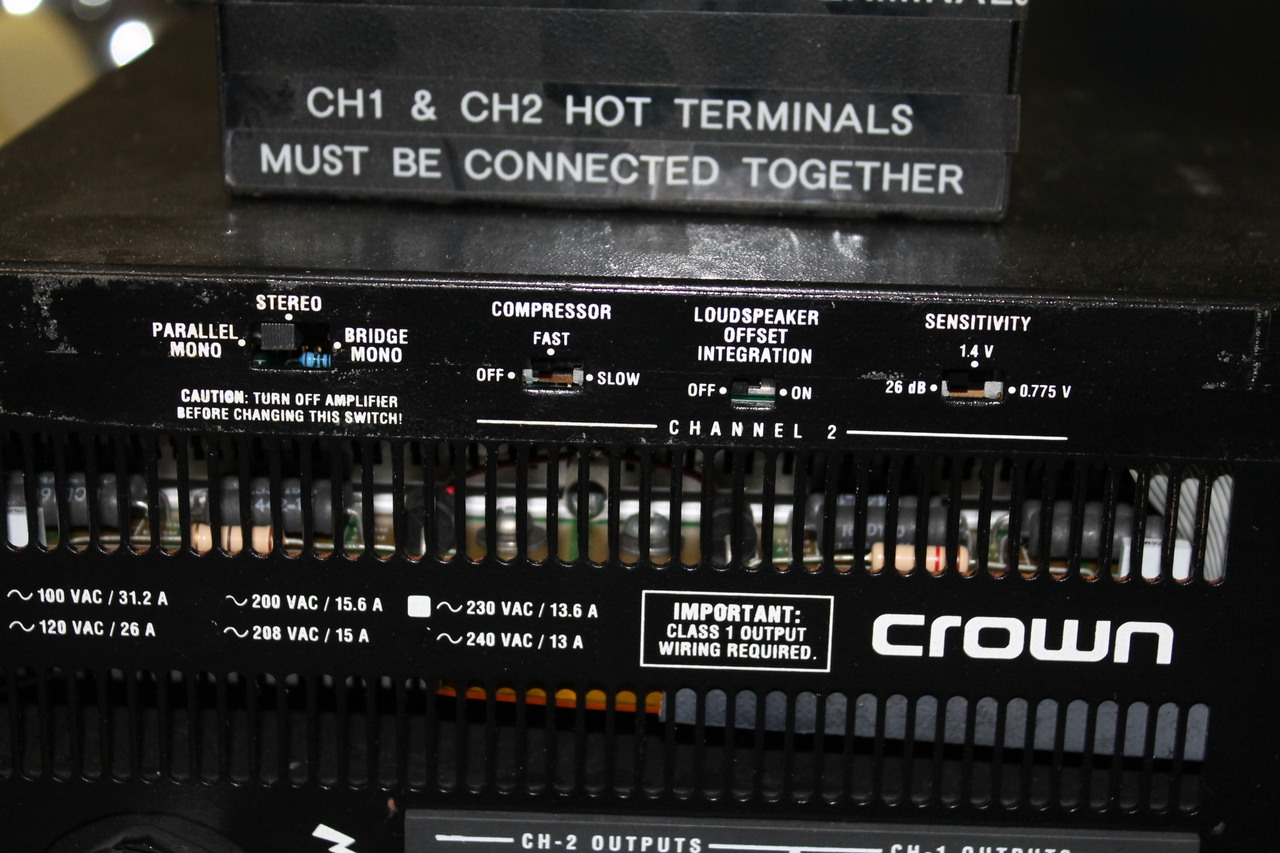 CH1 & CH2 HOT TERMINALS
MUST BE CONNECTED TOGETHER
STEREO
PARALLEL MONO
BRIDGE MONO
CAUTION: TURN OFF AMPLIFIER
BEFORE CHANGING THIS SWITCH!
COMPRESSOR
FAST
OFF
SLOW
LOUDSPEAKER
OFFSET
INTEGRATION
OFF
ON
SENSITIVITY
1.4 V
26 dB
0.775 V
CHANNEL 2
100 VAC / 31.2 A
200 VAC / 15.6 A
230 VAC / 13.6 A
120 VAC / 26 A
208 VAC / 15 A
240 VAC / 13 A
IMPORTANT:
CLASS 1 OUTPUT
WIRING REQUIRED.
crown
CH-2 OUTPUTS
CH-1 OUTPUTS